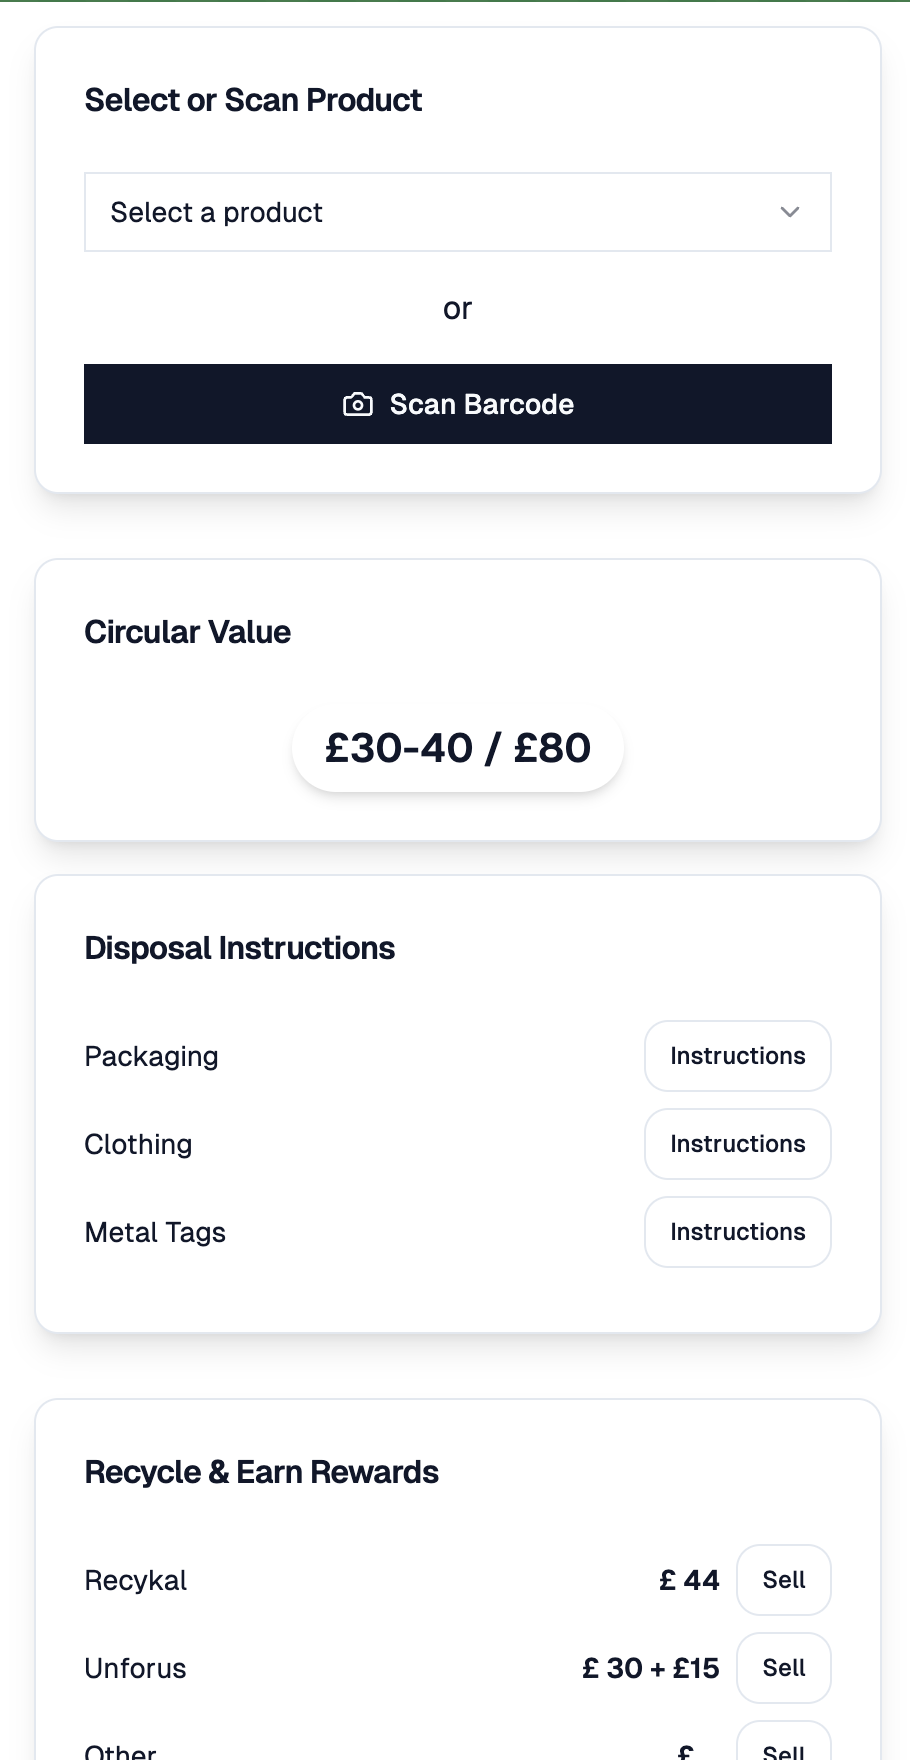 Select or Scan Product
Select a product
or
Scan Barcode
Circular Value
£30-40 / £80
Disposal Instructions
Packaging Instructions
Clothing Instructions
Metal Tags Instructions
Recycle & Earn Rewards
Recykal £ 44 Sell
Unforus £ 30 + £15 Sell
Other £ Sell